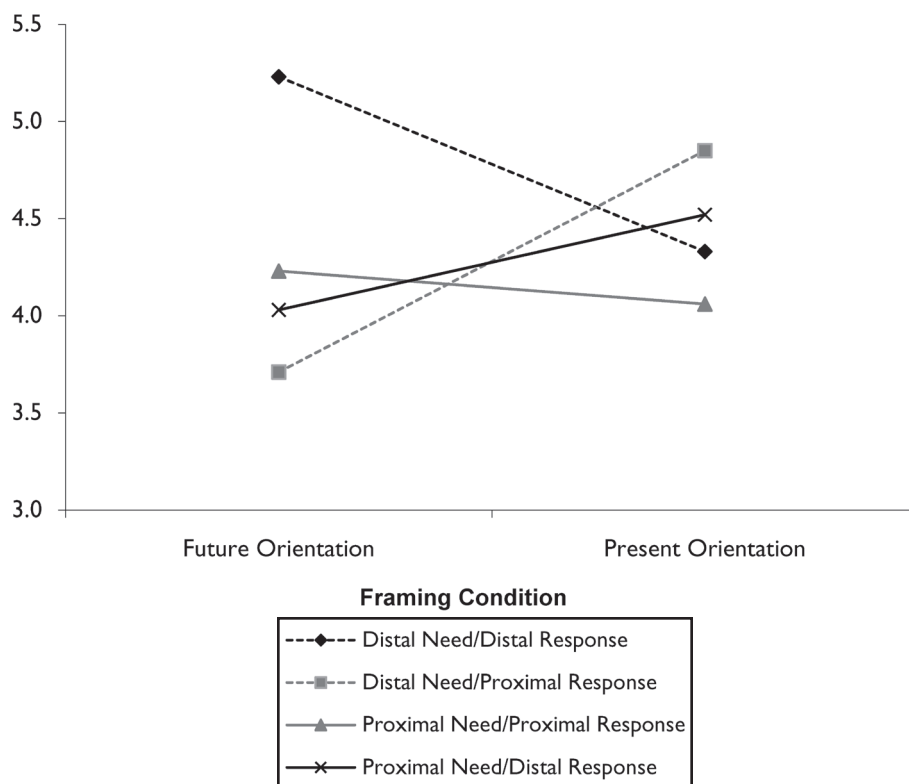 5.5
5.0
4.5
4.0
3.5
3.0
Future Orientation Present Orientation
Framing Condition
Distal Need/Distal Response
Distal Need/Proximal Response
Proximal Need/Proximal Response
Proximal Need/Distal Response